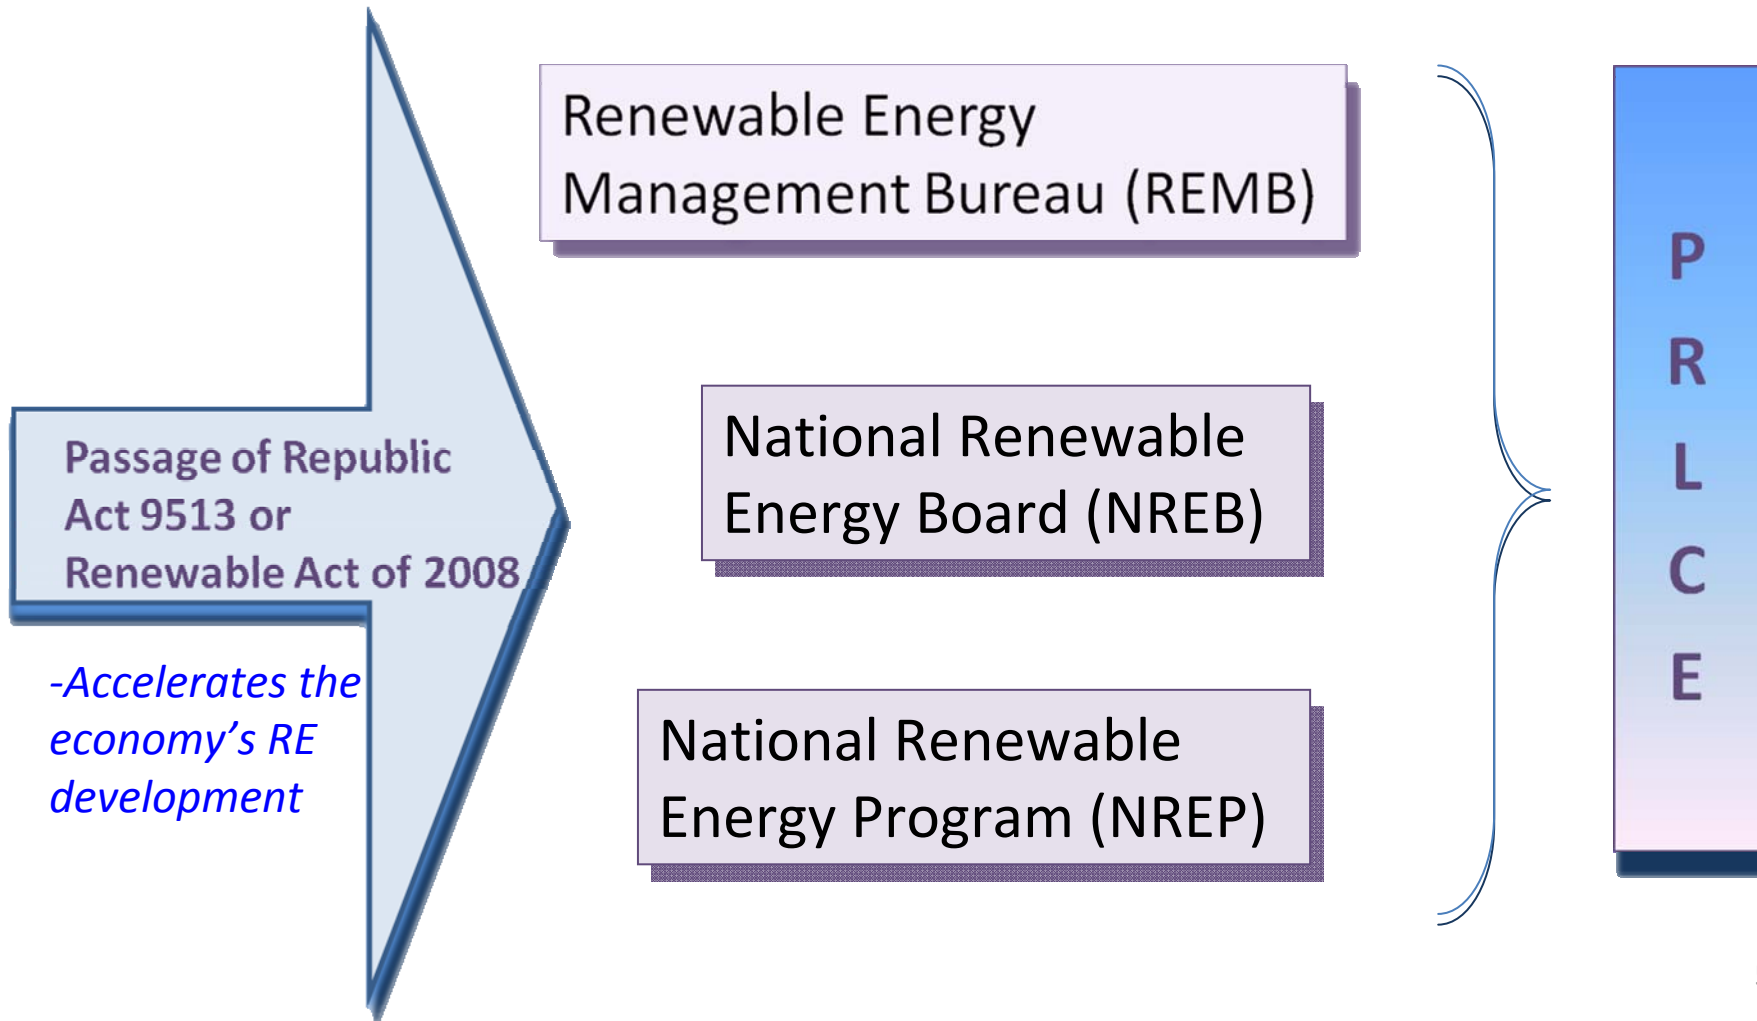 Renewable Energy
Management Bureau (REMB)
National Renewable
Energy Board (NREB)
National Renewable
Energy Program (NREP)
Passage of Republic
Act 9513 or
Renewable Act of 2008
-Accelerates the
economy’s RE
development
P
R
L
C
E